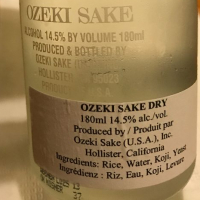 OZEKI SAKE
ALCOHOL 14.5% BY VOLUME 180ml
PRODUCED & BOTTLED BY
OZEKI SAKE
HOLLISTER
OZEKI SAKE DRY
180ml 14.5% alc./vol.
Produced by / Produit par
Ozeki Sake (U.S.A.), Inc.
Hollister, California
Ingredients: Rice, Water, Koji, Yeast
Ingrédienz : Riz, Eau, Koji, Levure